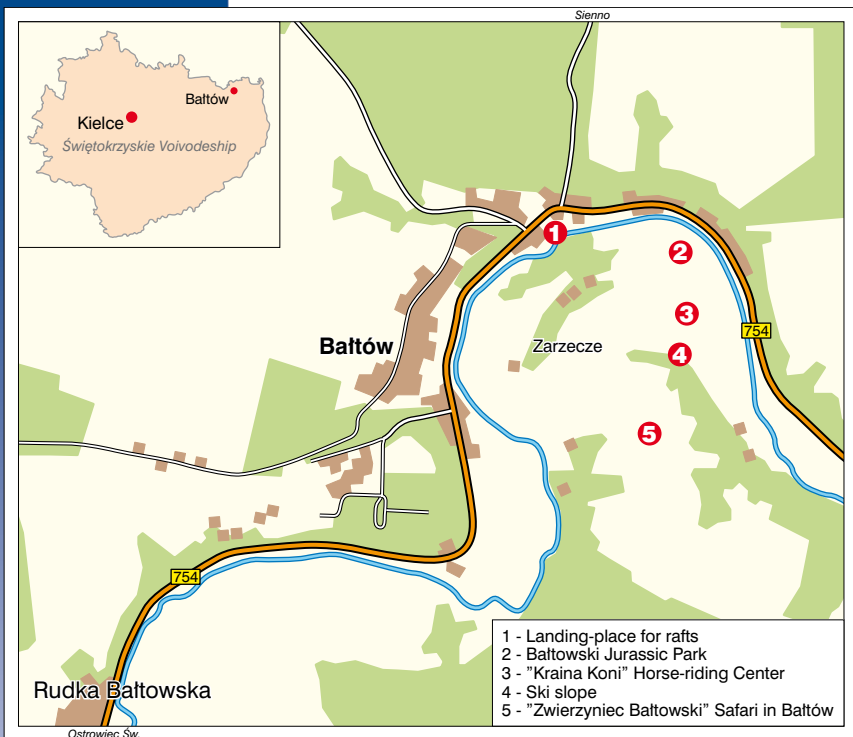 Sienno
Bałtów
Kielce
Świętokrzyskie Voivodeship
1
2
3
754
Bałtów
Zarzecze
4
5
754
1 - Landing-place for rafts
2 - Bałtowski Jurassic Park
3 - "Kraina Koni" Horse-riding Center
4 - Ski slope
5 - "Zwierzyniec Bałtowski" Safari in Bałtów
Rudka Bałtowska
Ostrowiec Św.